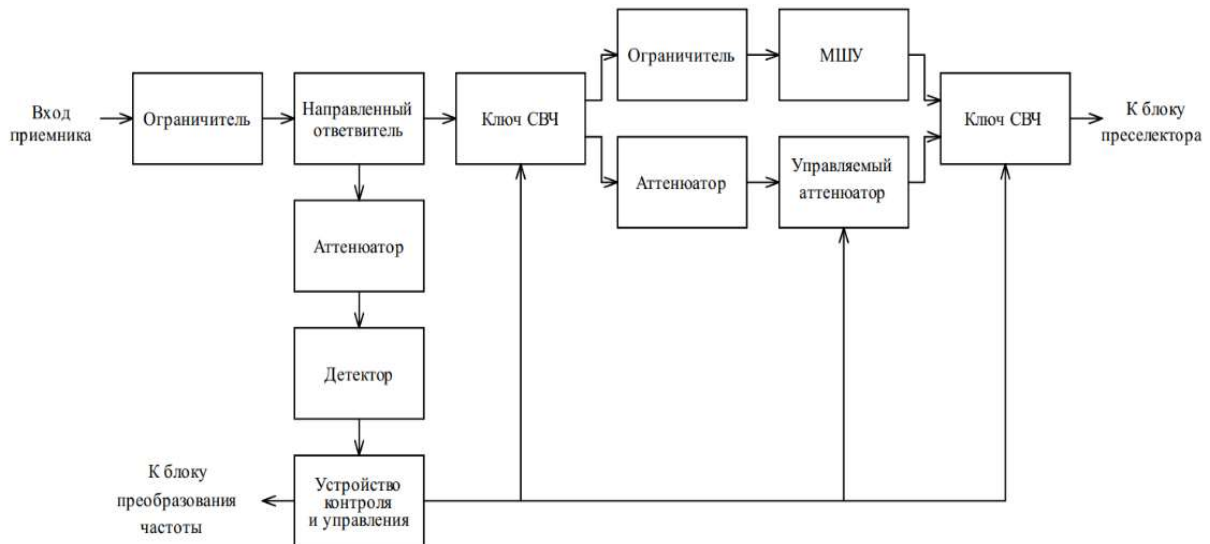 Ограничитель
МШУ
Вход
приемника
Ограничитель
Направленный
ответвитель
Ключ СВЧ
Ключ СВЧ
К блоку
преселектора
Аттенюатор
Управляемый
аттенюатор
Аттенюатор
Детектор
К блоку
преобразования
частоты
Устройство
контроля
и управления